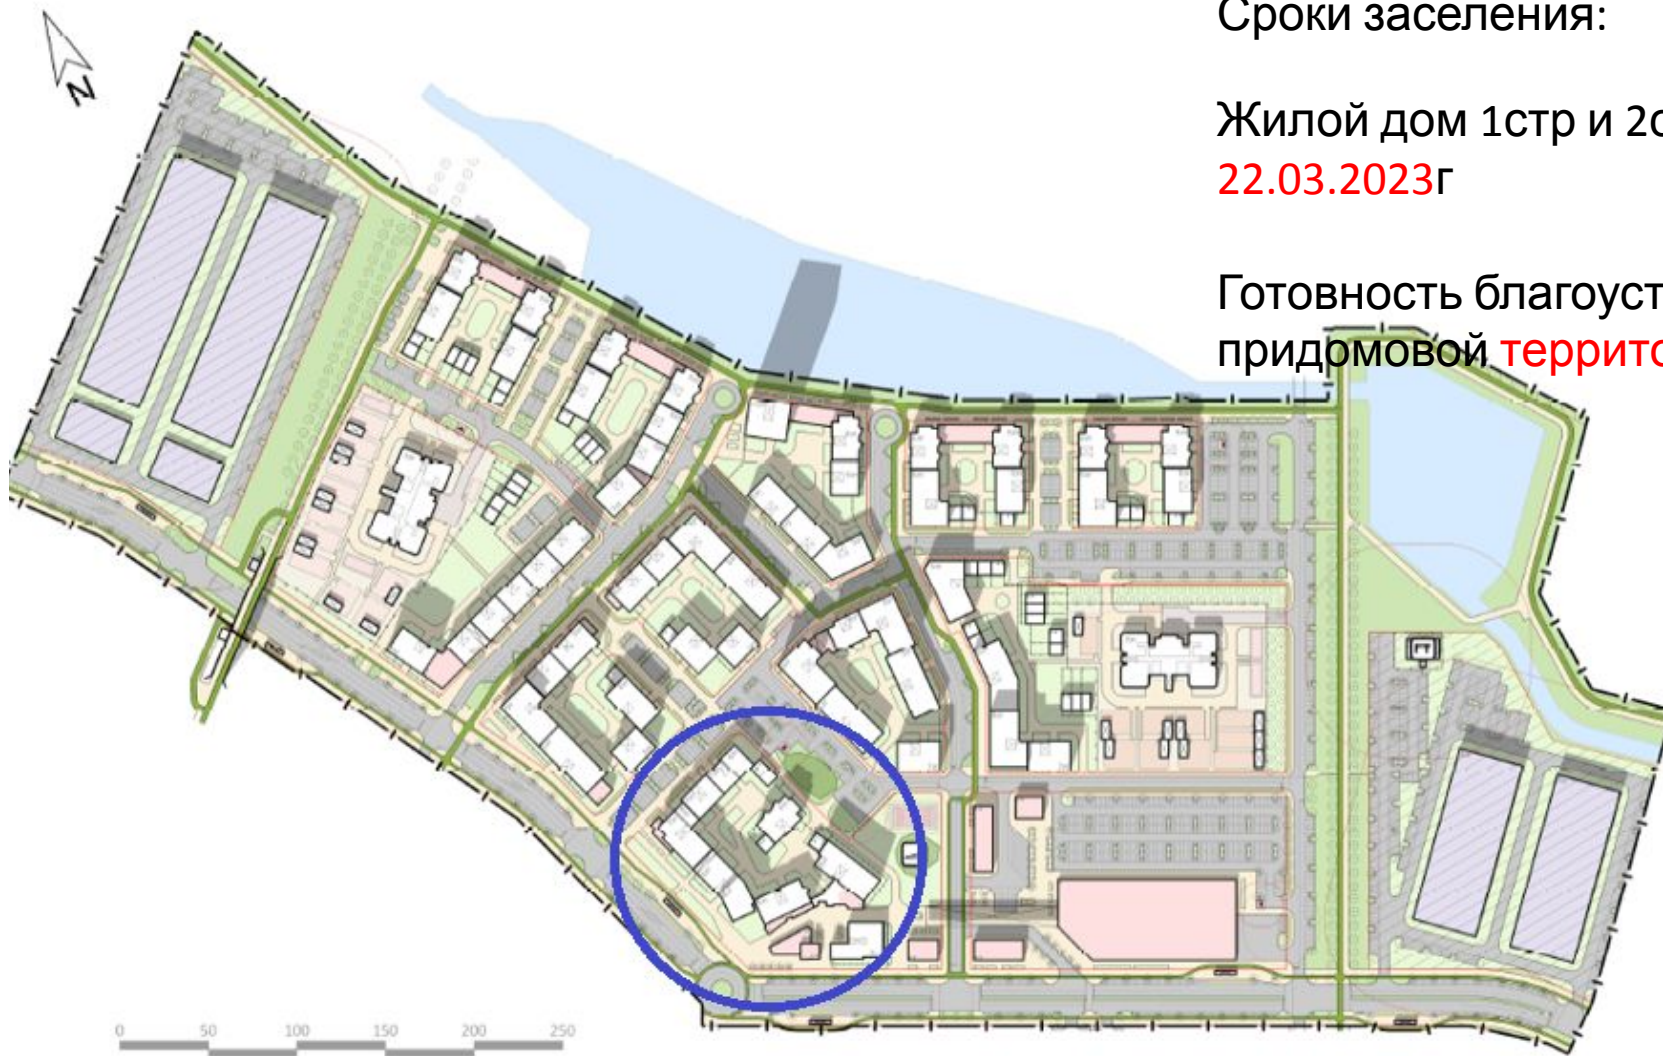 Сроки заселения:
Жилой дом 1стр и 2с
22.03.2023г
Готовность благоуст
придомовой террито
N
0 50 100 150 200 250